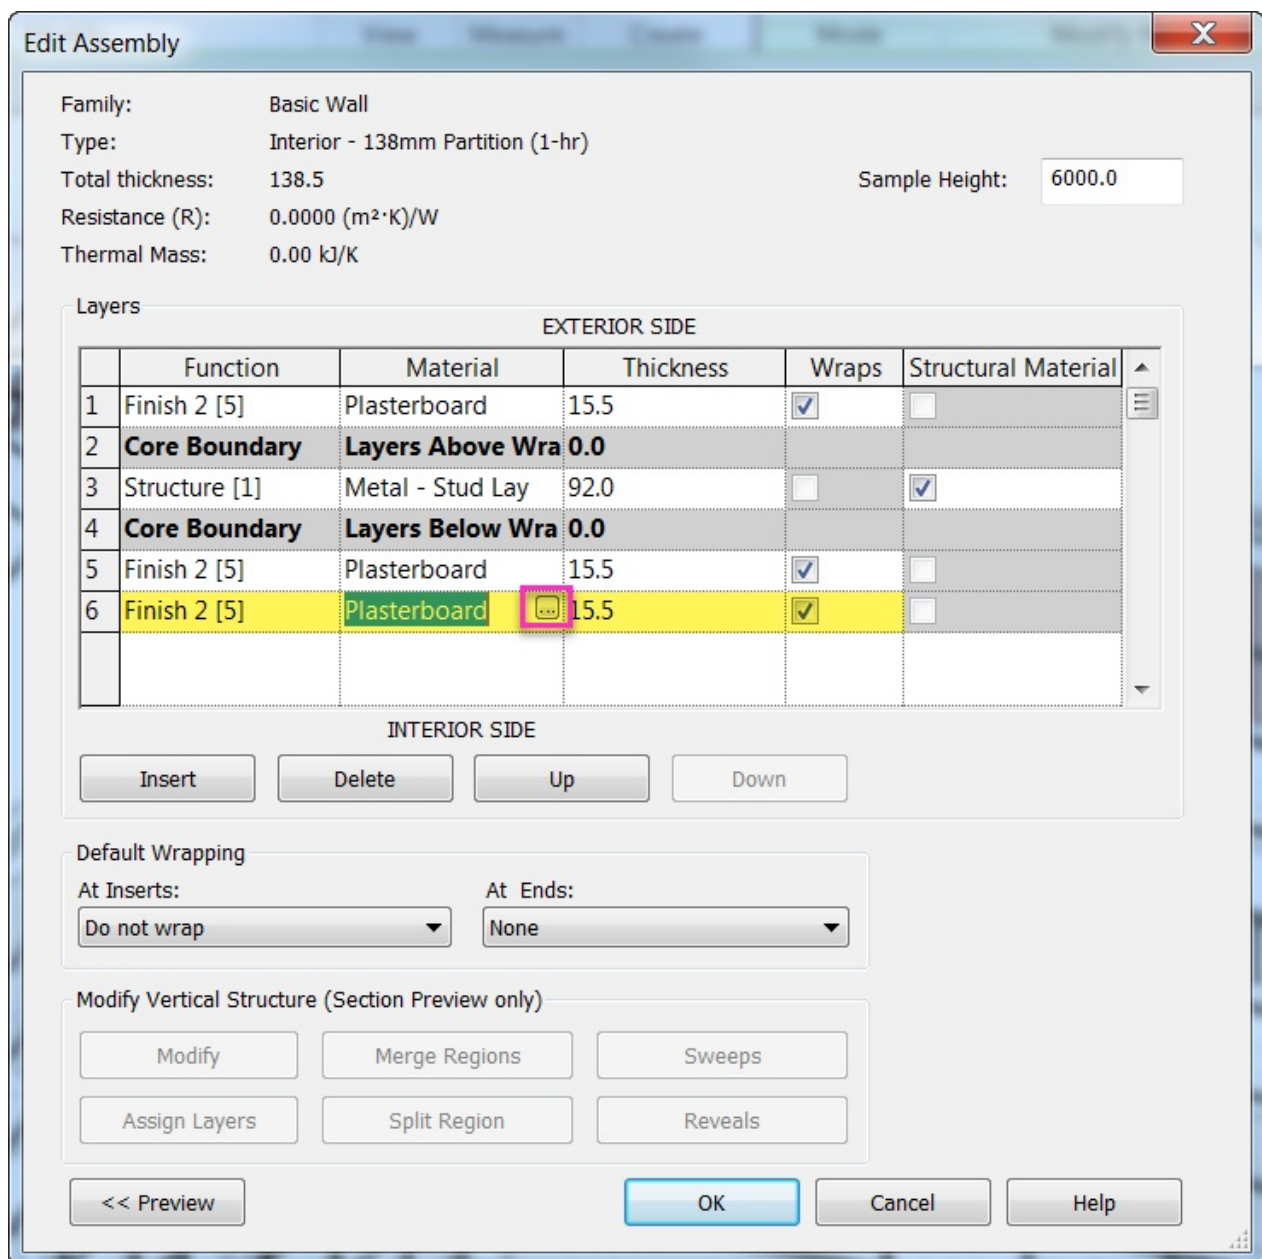 Edit Assembly
View Measure Create Mode Modify
Family: Basic Wall
Type: Interior - 138mm Partition (1-hr)
Total thickness: 138.5 Sample Height: 6000.0
Resistance (R): 0.0000 (m²·K)/W
Thermal Mass: 0.00 kJ/K
Layers
EXTERIOR SIDE
Function Material Thickness Wraps Structural Material
1 Finish 2 [5] Plasterboard 15.5
2 Core Boundary Layers Above Wra 0.0
3 Structure [1] Metal - Stud Lay 92.0
4 Core Boundary Layers Below Wra 0.0
5 Finish 2 [5] Plasterboard 15.5
6 Finish 2 [5] Plasterboard ... 15.5
INTERIOR SIDE
Insert Delete Up Down
Default Wrapping
At Inserts: At Ends:
Do not wrap None
Modify Vertical Structure (Section Preview only)
Modify Merge Regions Sweeps
Assign Layers Split Region Reveals
<< Preview OK Cancel Help